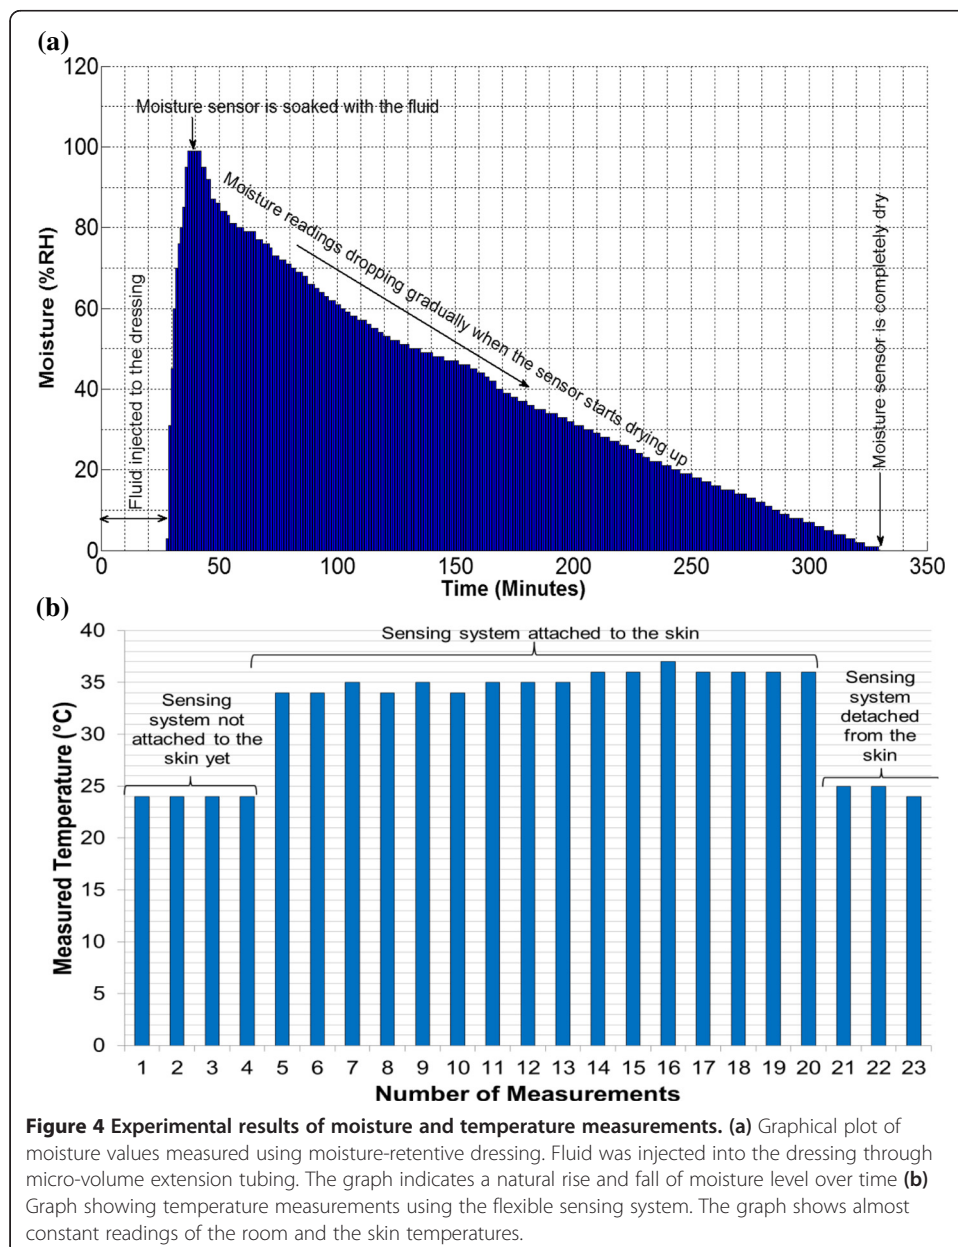 (a)
120
100
80
60
40
20
0
Moisture (%RH)
Moisture sensor is soaked with the fluid
Fluid injected to the dressing
Moisture readings dropping gradually when the sensor starts drying up
Moisture sensor is completely dry
0 50 100 150 200 250 300 350
Time (Minutes)
(b)
40
35
30
25
20
15
10
5
0
Measured Temperature (°C)
Sensing system attached to the skin
Sensing
system not
attached to the
skin yet
Sensing
system
detached
from the
skin
1 2 3 4 5 6 7 8 9 10 11 12 13 14 15 16 17 18 19 20 21 22 23
Number of Measurements
Figure 4 Experimental results of moisture and temperature measurements. (a) Graphical plot of
moisture values measured using moisture-retentive dressing. Fluid was injected into the dressing through
micro-volume extension tubing. The graph indicates a natural rise and fall of moisture level over time (b)
Graph showing temperature measurements using the flexible sensing system. The graph shows almost
constant readings of the room and the skin temperatures.